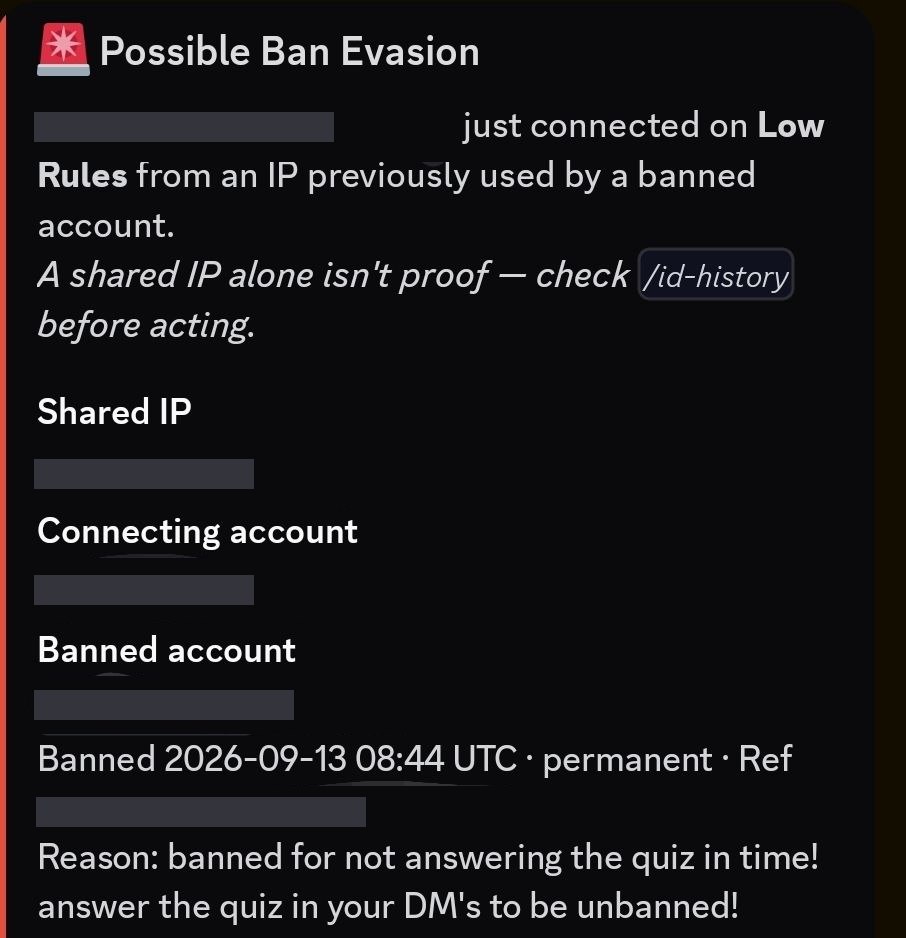 Possible Ban Evasion
just connected on Low
Rules from an IP previously used by a banned
account.
A shared IP alone isn't proof — check /id-history
before acting.
Shared IP
Connecting account
Banned account
Banned 2026-09-13 08:44 UTC · permanent · Ref
Reason: banned for not answering the quiz in time!
answer the quiz in your DM's to be unbanned!